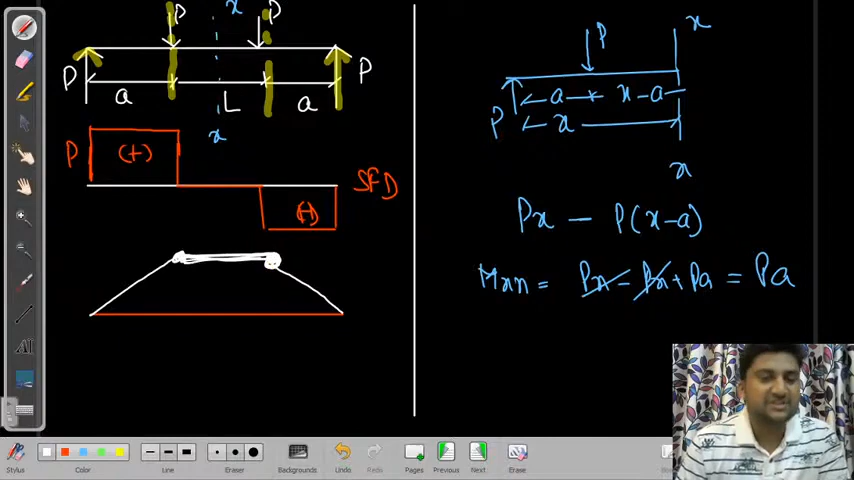 x
P P
x
P P
a L a
x
P (+)
SFD
(-)
x
P
a x-a
P x
x
Px - P(x-a)
Mxx = Px - Px + Pa = Pa
Stylus Color Line Eraser Backgrounds Undo Redo Pages Previous Next Erase